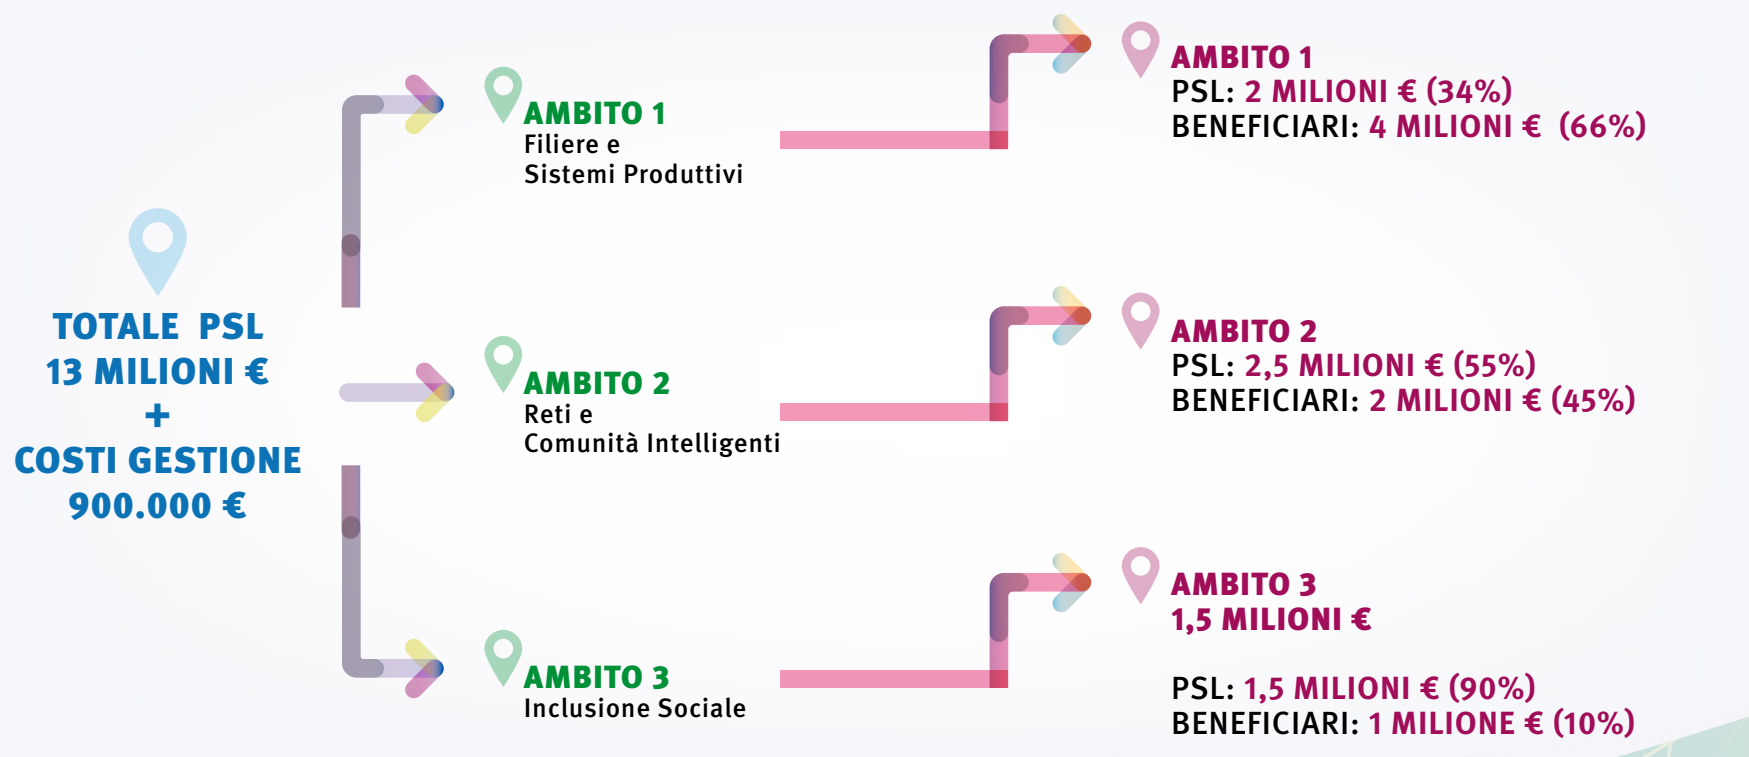 TOTALE PSL
13 MILIONI €
+
COSTI GESTIONE
900.000 €
AMBITO 1
Filiere e
Sistemi Produttivi
AMBITO 2
Reti e
Comunità Intelligenti
AMBITO 3
Inclusione Sociale
AMBITO 1
PSL: 2 MILIONI € (34%)
BENEFICIARI: 4 MILIONI € (66%)
AMBITO 2
PSL: 2,5 MILIONI € (55%)
BENEFICIARI: 2 MILIONI € (45%)
AMBITO 3
1,5 MILIONI €
PSL: 1,5 MILIONI € (90%)
BENEFICIARI: 1 MILIONE € (10%)